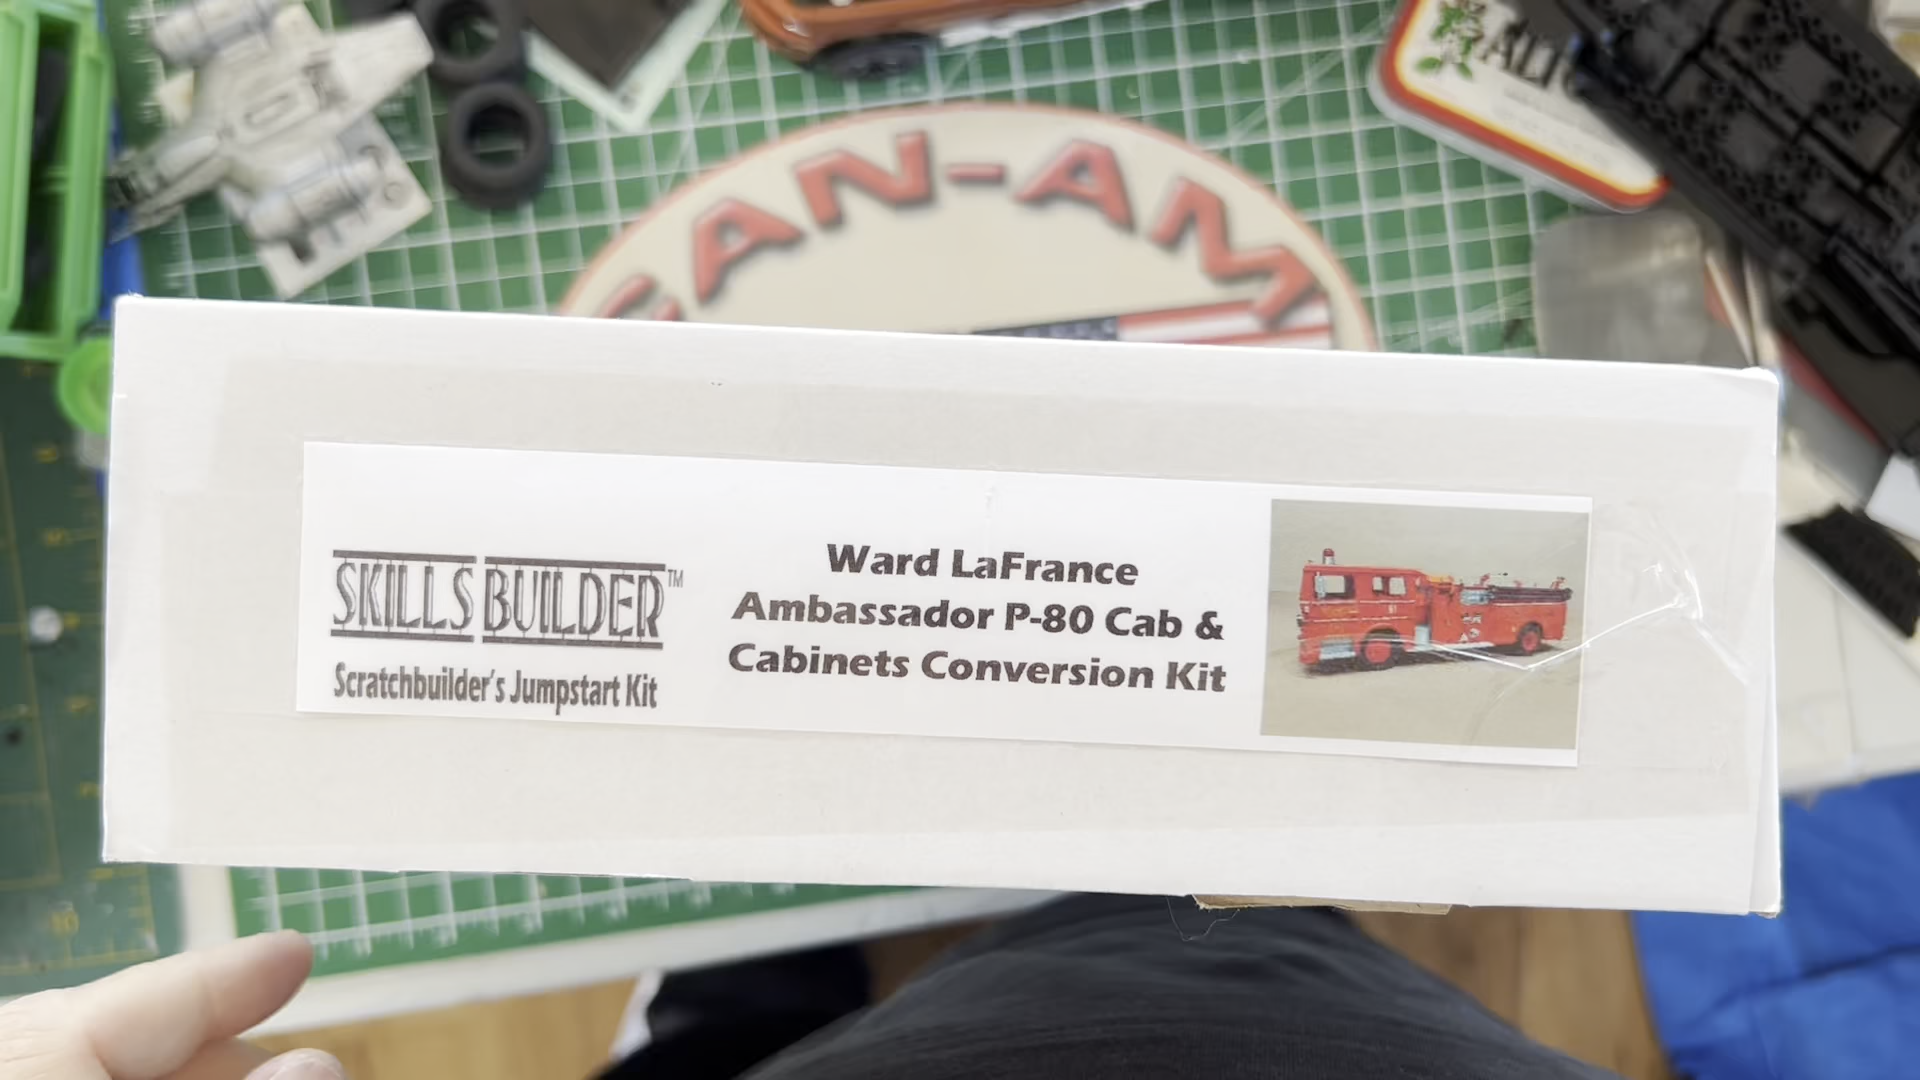 CAN-AM
SKILLS BUILDER™
Scratchbuilder's Jumpstart Kit
Ward LaFrance
Ambassador P-80 Cab &
Cabinets Conversion Kit